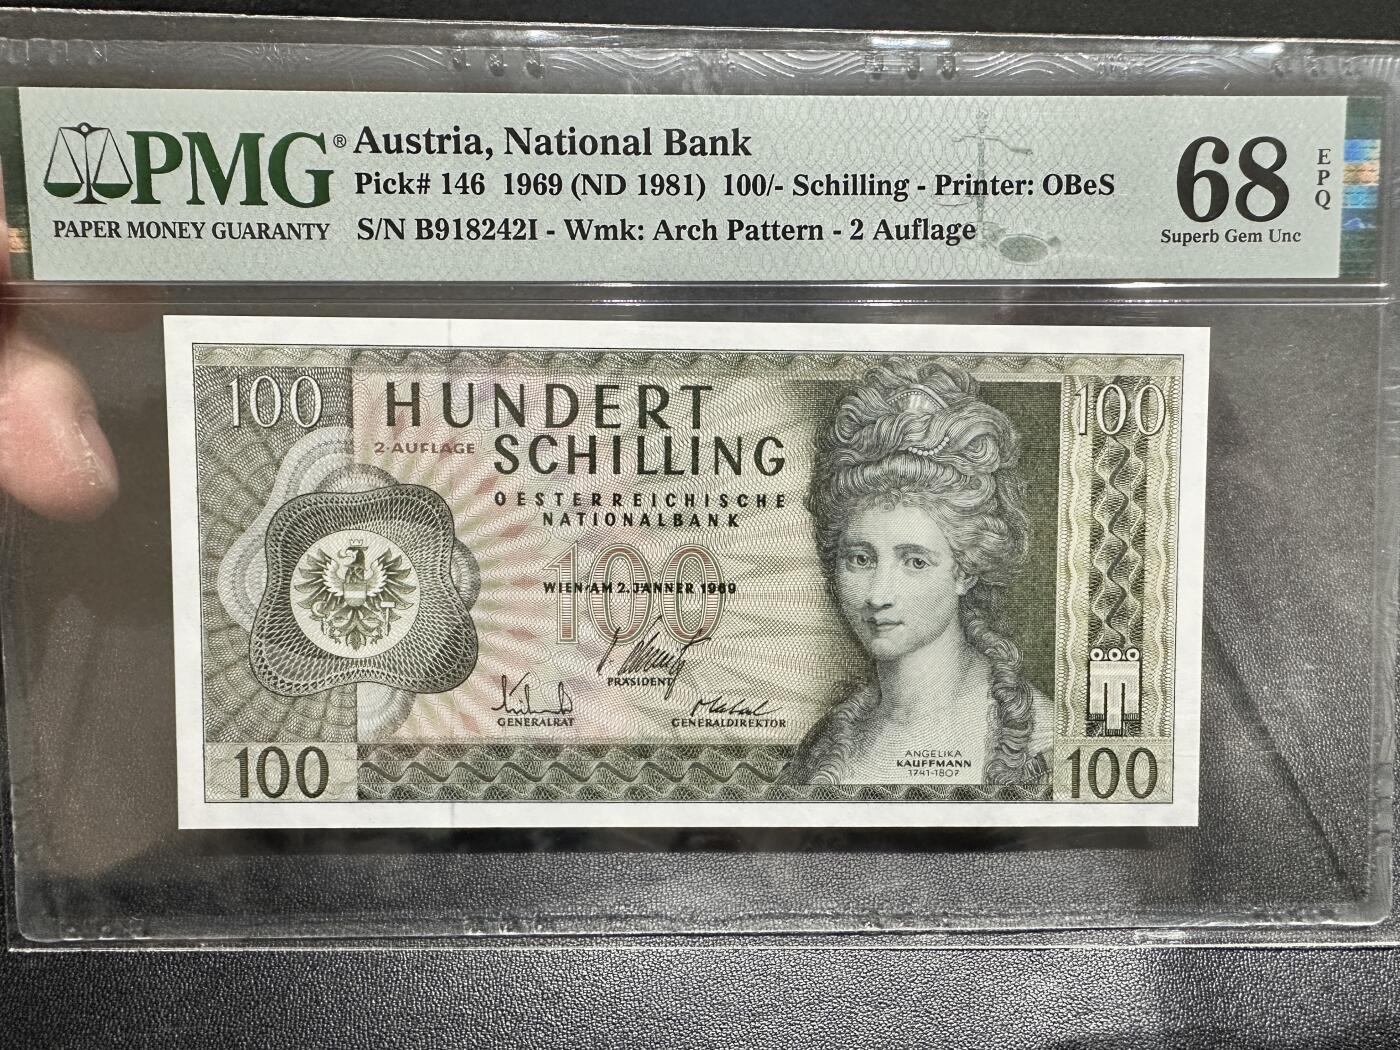 PMG®
PAPER MONEY GUARANTY
Austria, National Bank
Pick# 146 1969 (ND 1981) 100/- Schilling - Printer: OBeS
S/N B918242I - Wmk: Arch Pattern - 2 Auflage
68
EPQ
Superb Gem Unc
100
HUNDERT
100
2·AUFLAGE
SCHILLING
OESTERREICHISCHE
NATIONALBANK
100
WIEN·AM 2. JÄNNER 1969
PRÄSIDENT
GENERALRAT
GENERALDIREKTOR
ANGELIKA
KAUFFMANN
1741-1807
100
100